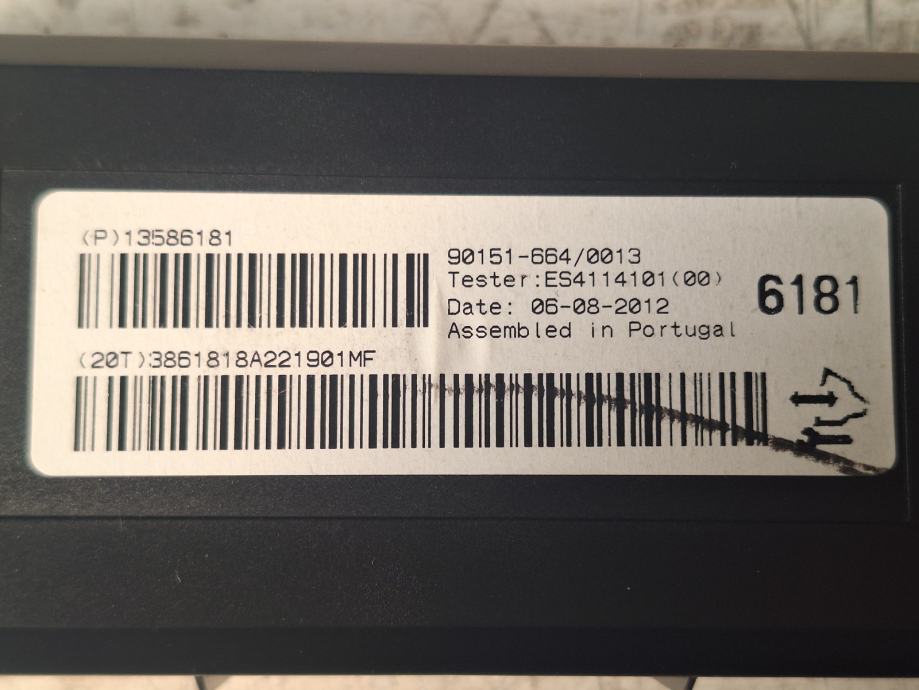 (P)13586181
90151-664/0013
Tester:ES4114101(00)
Date: 06-08-2012
Assembled in Portugal
6181
(20T)3861818A221901MF